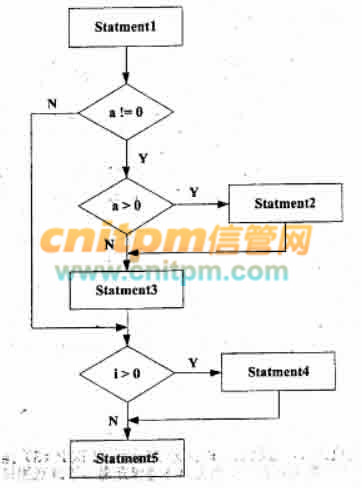 Statment1
N
a != 0
Y
a > 0
Y
Statment2
N
cnitpm信管网
www.cnitpm.com
Statment3
i > 0
Y
Statment4
N
Statment5